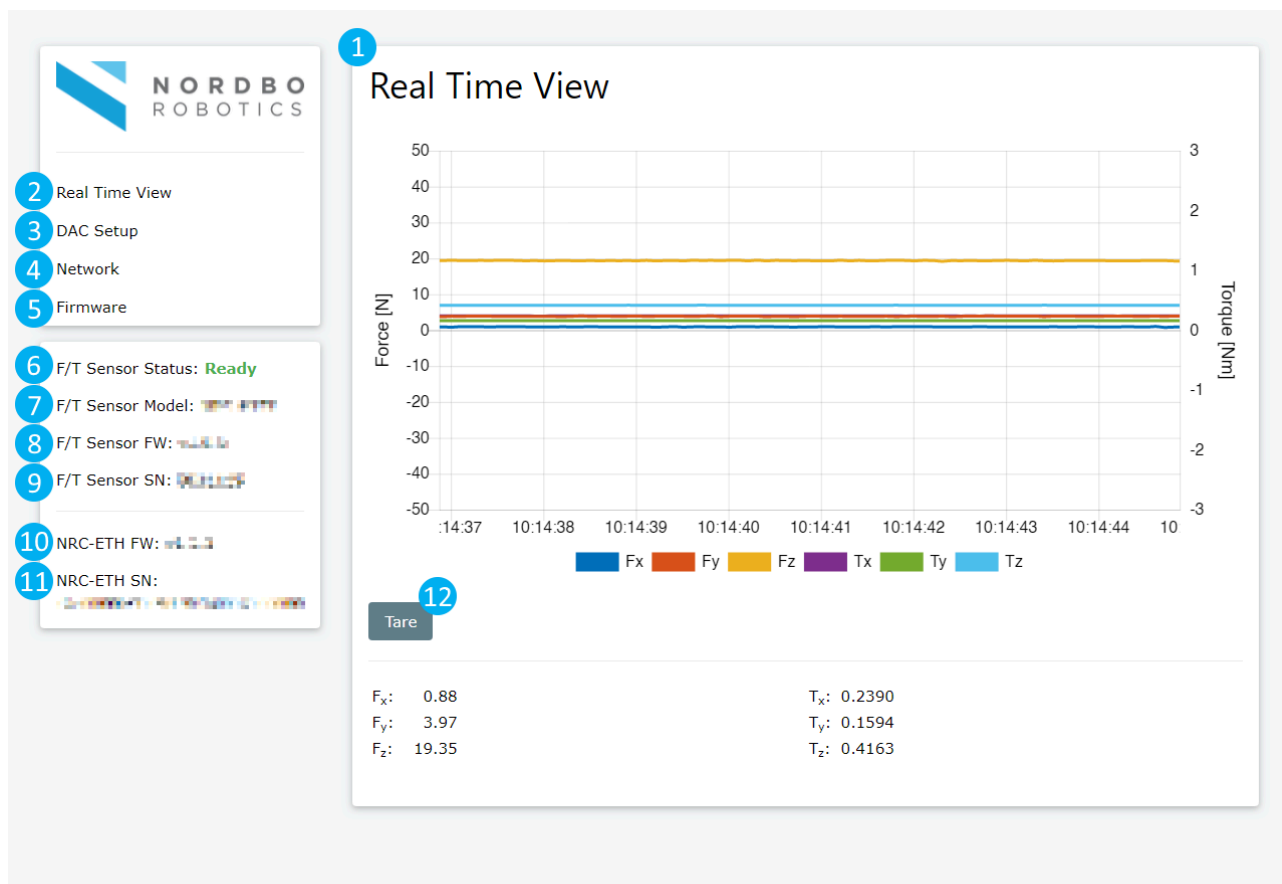 NORDBO
ROBOTICS
2 Real Time View
3 DAC Setup
4 Network
5 Firmware
6 F/T Sensor Status: Ready
7 F/T Sensor Model:
8 F/T Sensor FW:
9 F/T Sensor SN:
10 NRC-ETH FW:
11 NRC-ETH SN:
1
Real Time View
50 3
40
30 2
20
10 1
0 0
-10
-20 -1
-30 -2
-40
-50 -3
Force [N]
Torque [Nm]
:14:37 10:14:38 10:14:39 10:14:40 10:14:41 10:14:42 10:14:43 10:14:44 10
Fx Fy Fz Tx Ty Tz
12
Tare
Fx: 0.88 Tx: 0.2390
Fy: 3.97 Ty: 0.1594
Fz: 19.35 Tz: 0.4163